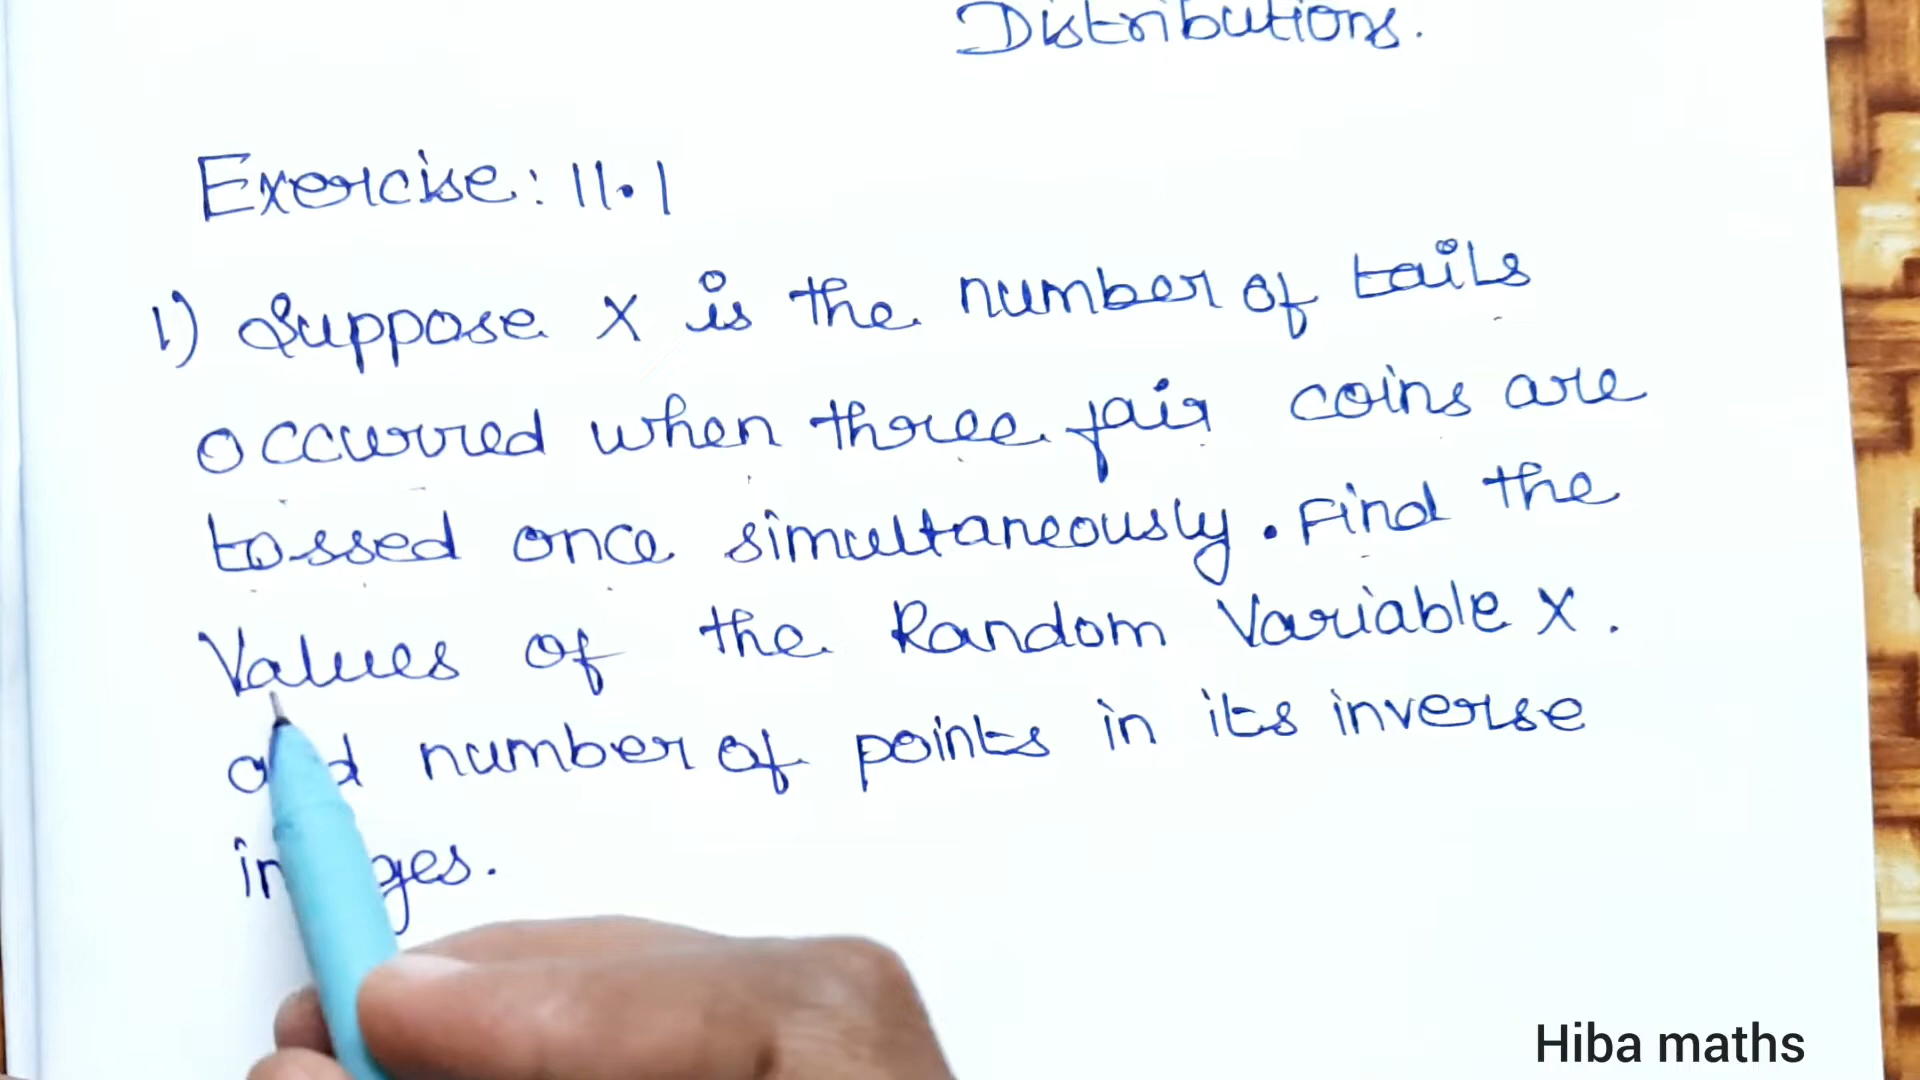 Distributions.
Exercise: 11.1
1) Suppose X is the number of tails
occurred when three fair coins are
tossed once simultaneously. Find the
Values of the Random Variable X.
number of points in its inverse
Hiba maths